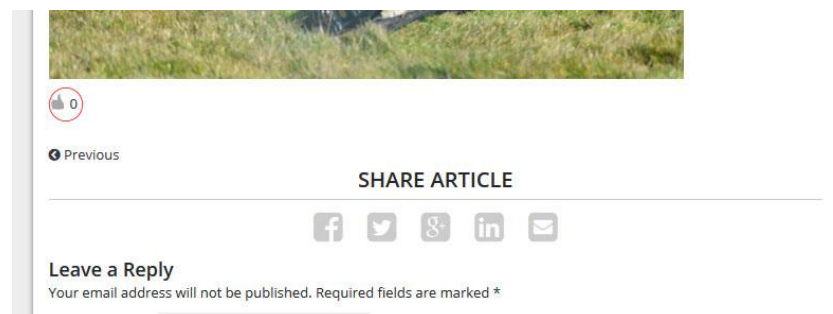 0
Previous
SHARE ARTICLE
Leave a Reply
Your email address will not be published. Required fields are marked *